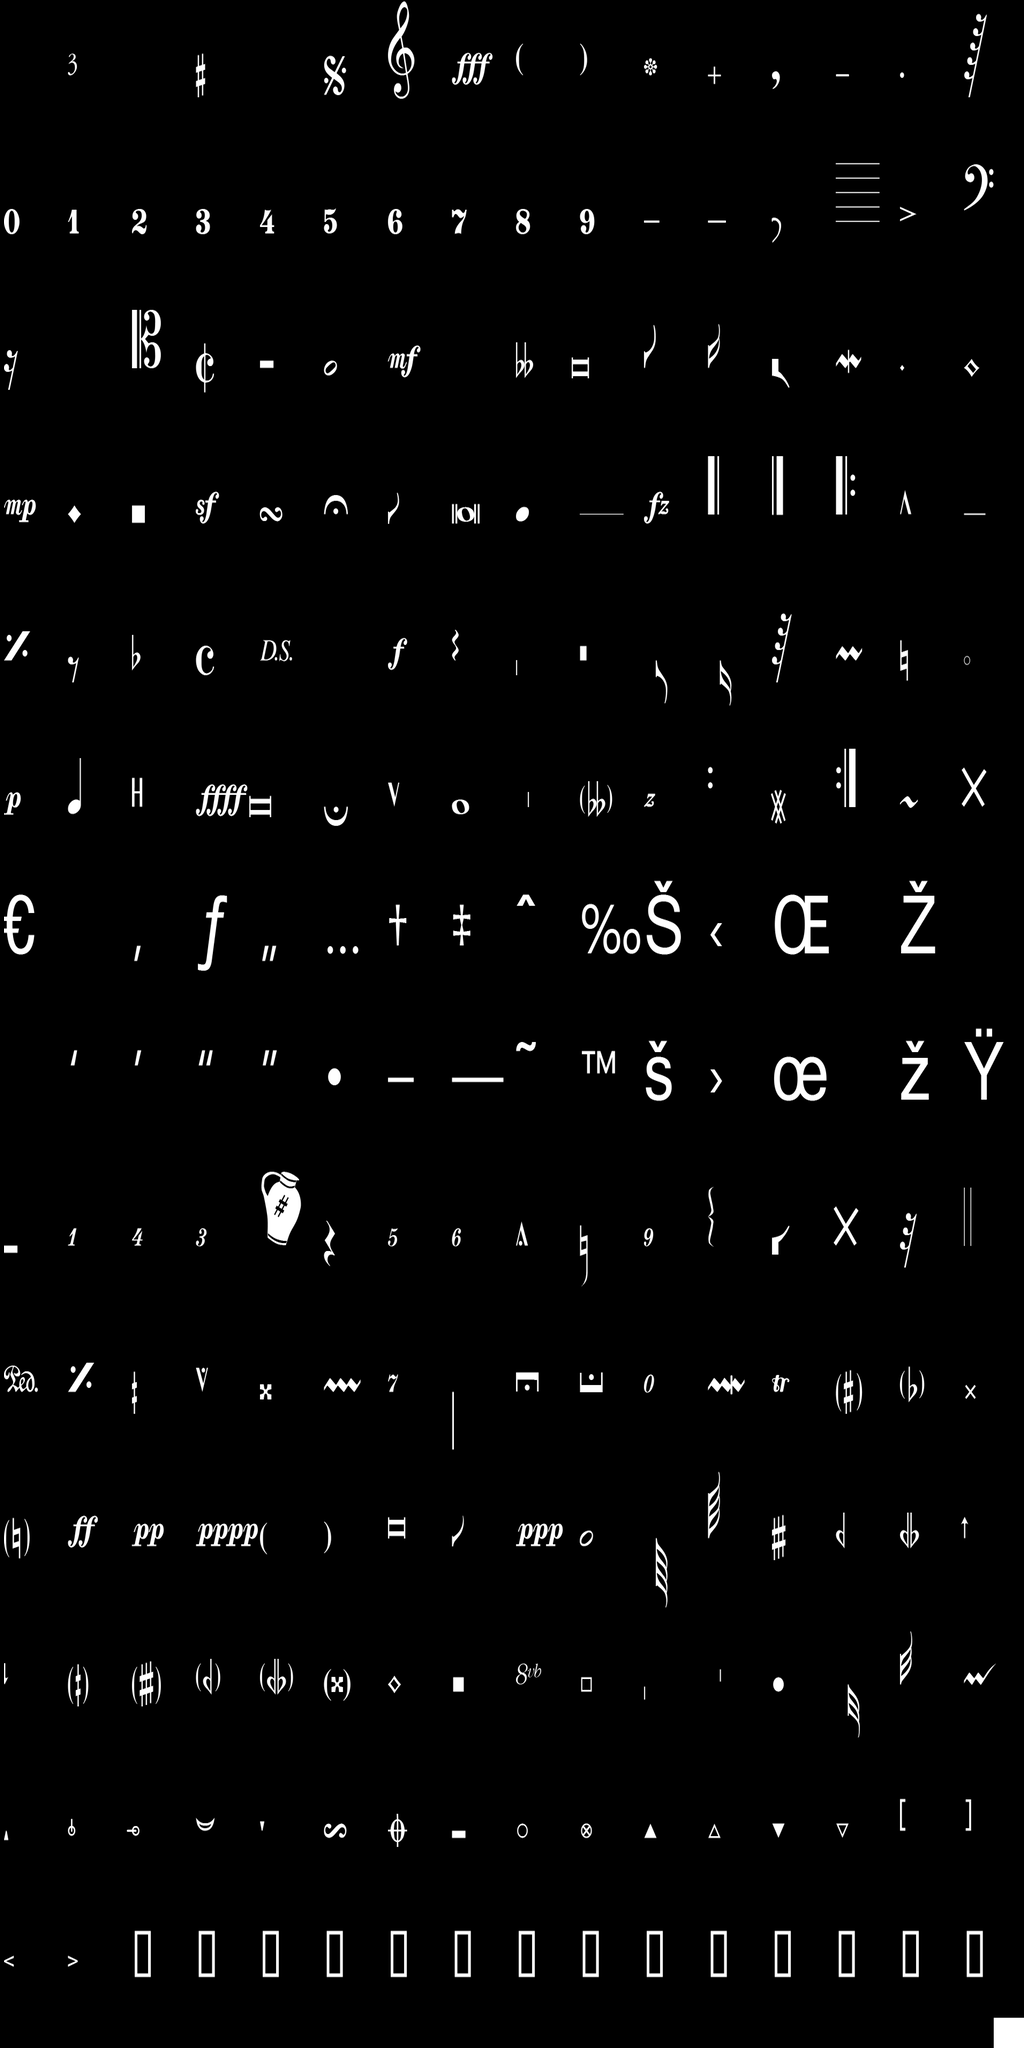 3 ♯ 𝄋 𝄞 fff ( ) * + , - . 
0 1 2 3 4 5 6 7 8 9 - - > 𝄢
𝄡 ¢ mf ♭♭
mp sf fz ^ _
D.S. C ♭ f ♮
p H ffff V (♭♭) z :
€ ‚ ƒ „ … † ‡ ˆ ‰ Š ‹ Œ Ž
' ' " " • – — ˜ ™ š › œ ž Ÿ
1 4 3 5 6 9 {
Ped. 7 0 tr (♯) (♭) ×
(♮) ff pp pppp ( ) ppp ♯ ↑
8vb
[ ]
< >